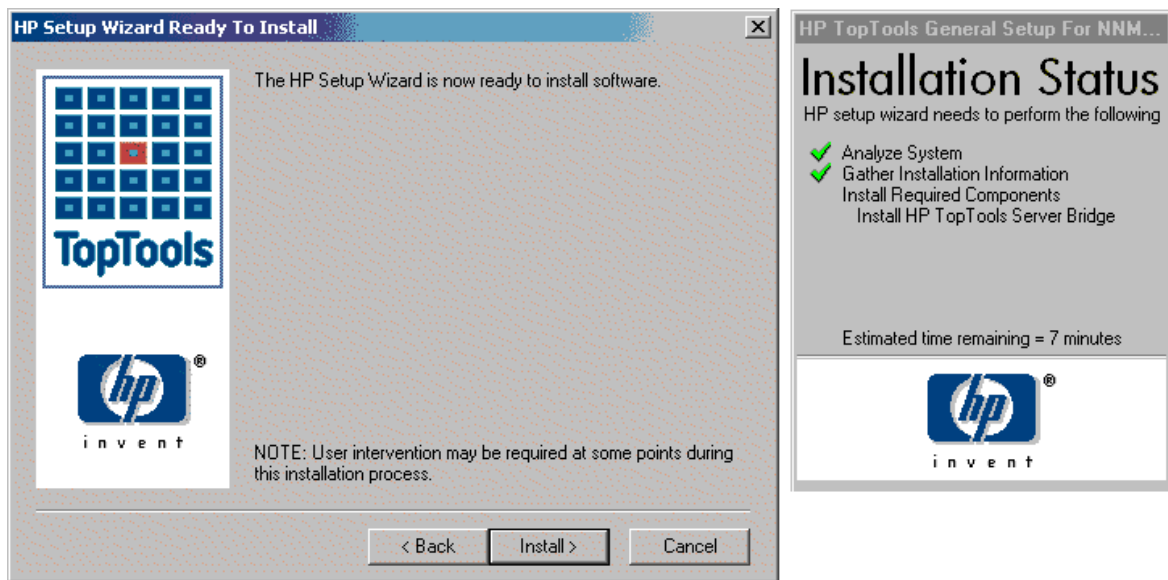 HP Setup Wizard Ready To Install
The HP Setup Wizard is now ready to install software.
TopTools
hp
®
invent
NOTE: User intervention may be required at some points during
this installation process.
< Back
Install >
Cancel
HP TopTools General Setup For NNM...
Installation Status
HP setup wizard needs to perform the following
Analyze System
Gather Installation Information
Install Required Components
Install HP TopTools Server Bridge
Estimated time remaining = 7 minutes
hp
®
invent